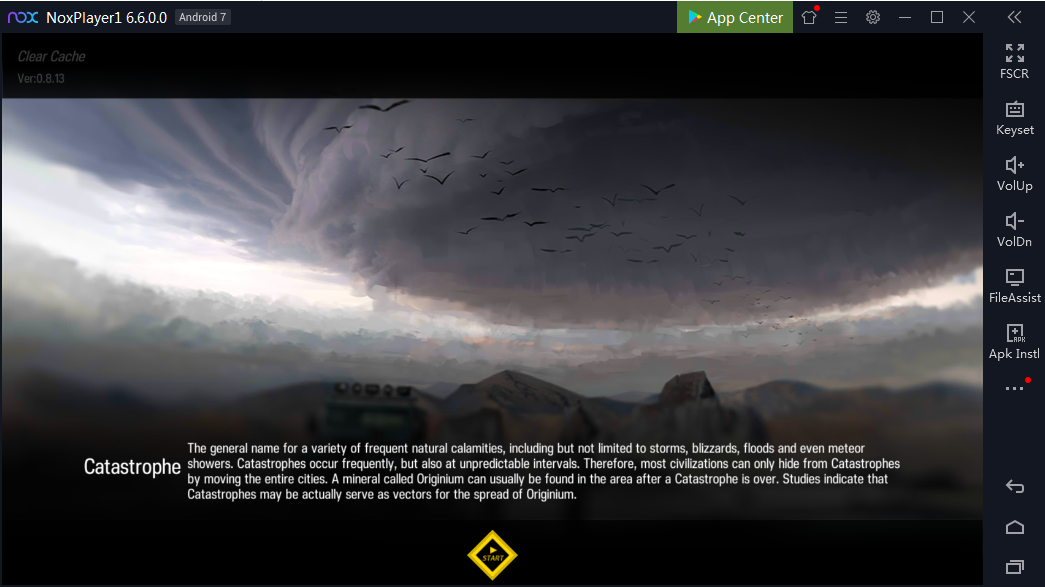 nox NoxPlayer1 6.6.0.0 Android 7 App Center
Clear Cache
Ver:0.8.13
FSCR
Keyset
VolUp
VolDn
FileAssist
APK
Apk Instl
Catastrophe
The general name for a variety of frequent natural calamities, including but not limited to storms, blizzards, floods and even meteor
showers. Catastrophes occur frequently, but also at unpredictable intervals. Therefore, most civilizations can only hide from Catastrophes
by moving the entire cities. A mineral called Originium can usually be found in the area after a Catastrophe is over. Studies indicate that
Catastrophes may be actually serve as vectors for the spread of Originium.
START